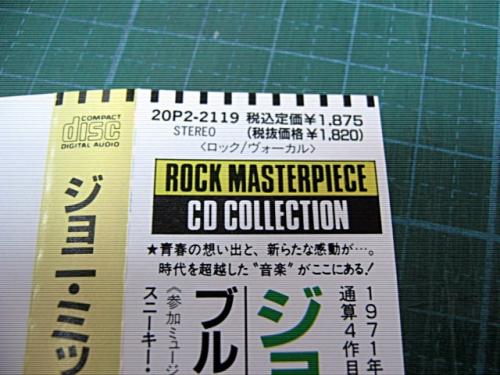 COMPACT
disc
DIGITAL AUDIO
ジョニ・ミッ
20P2-2119 税込定価¥1,875
STEREO (税抜価格¥1,820)
〈ロック/ヴォーカル〉
ROCK MASTERPIECE
CD COLLECTION
★青春の想い出と、新らたな感動が…。
時代を超越した"音楽"がここにある!
1971年
通算4作目
ジョ
ブル
《参加ミュージ
スニーキー・